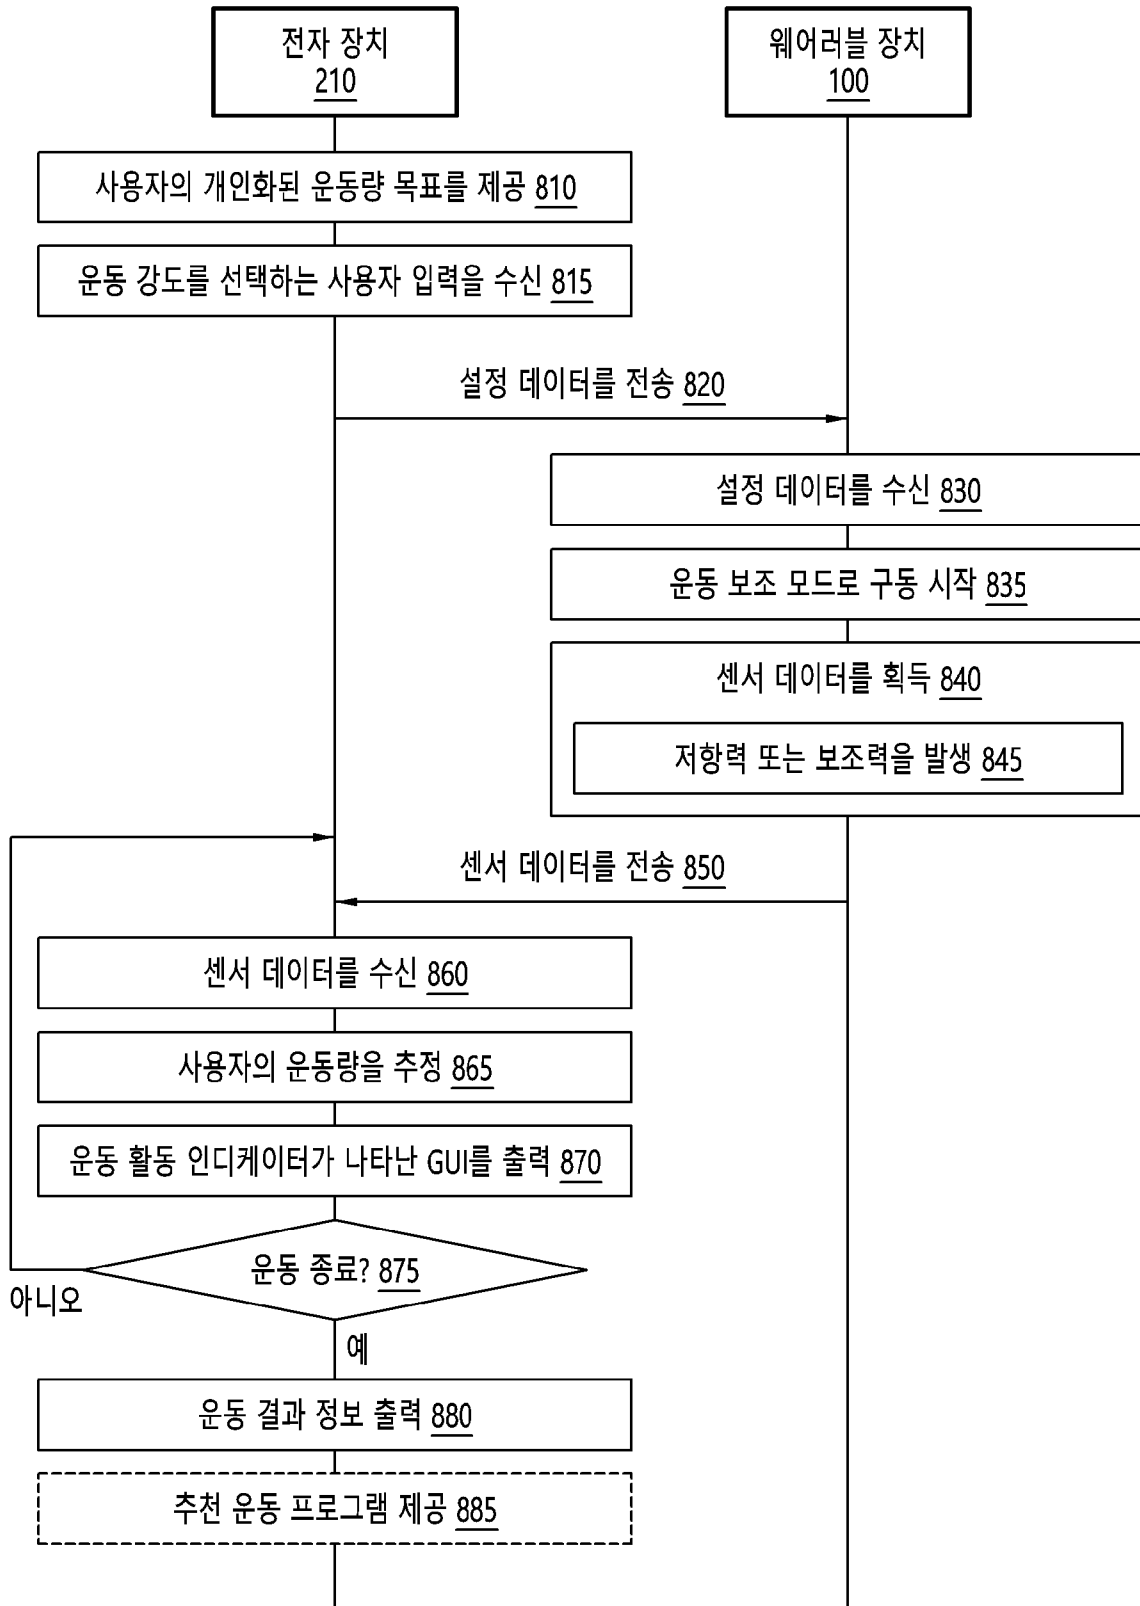 전자 장치
210
웨어러블 장치
100
사용자의 개인화된 운동량 목표를 제공 810
운동 강도를 선택하는 사용자 입력을 수신 815
설정 데이터를 전송 820
설정 데이터를 수신 830
운동 보조 모드로 구동 시작 835
센서 데이터를 획득 840
저항력 또는 보조력을 발생 845
센서 데이터를 전송 850
센서 데이터를 수신 860
사용자의 운동량을 추정 865
운동 활동 인디케이터가 나타난 GUI를 출력 870
운동 종료? 875
아니오
예
운동 결과 정보 출력 880
추천 운동 프로그램 제공 885